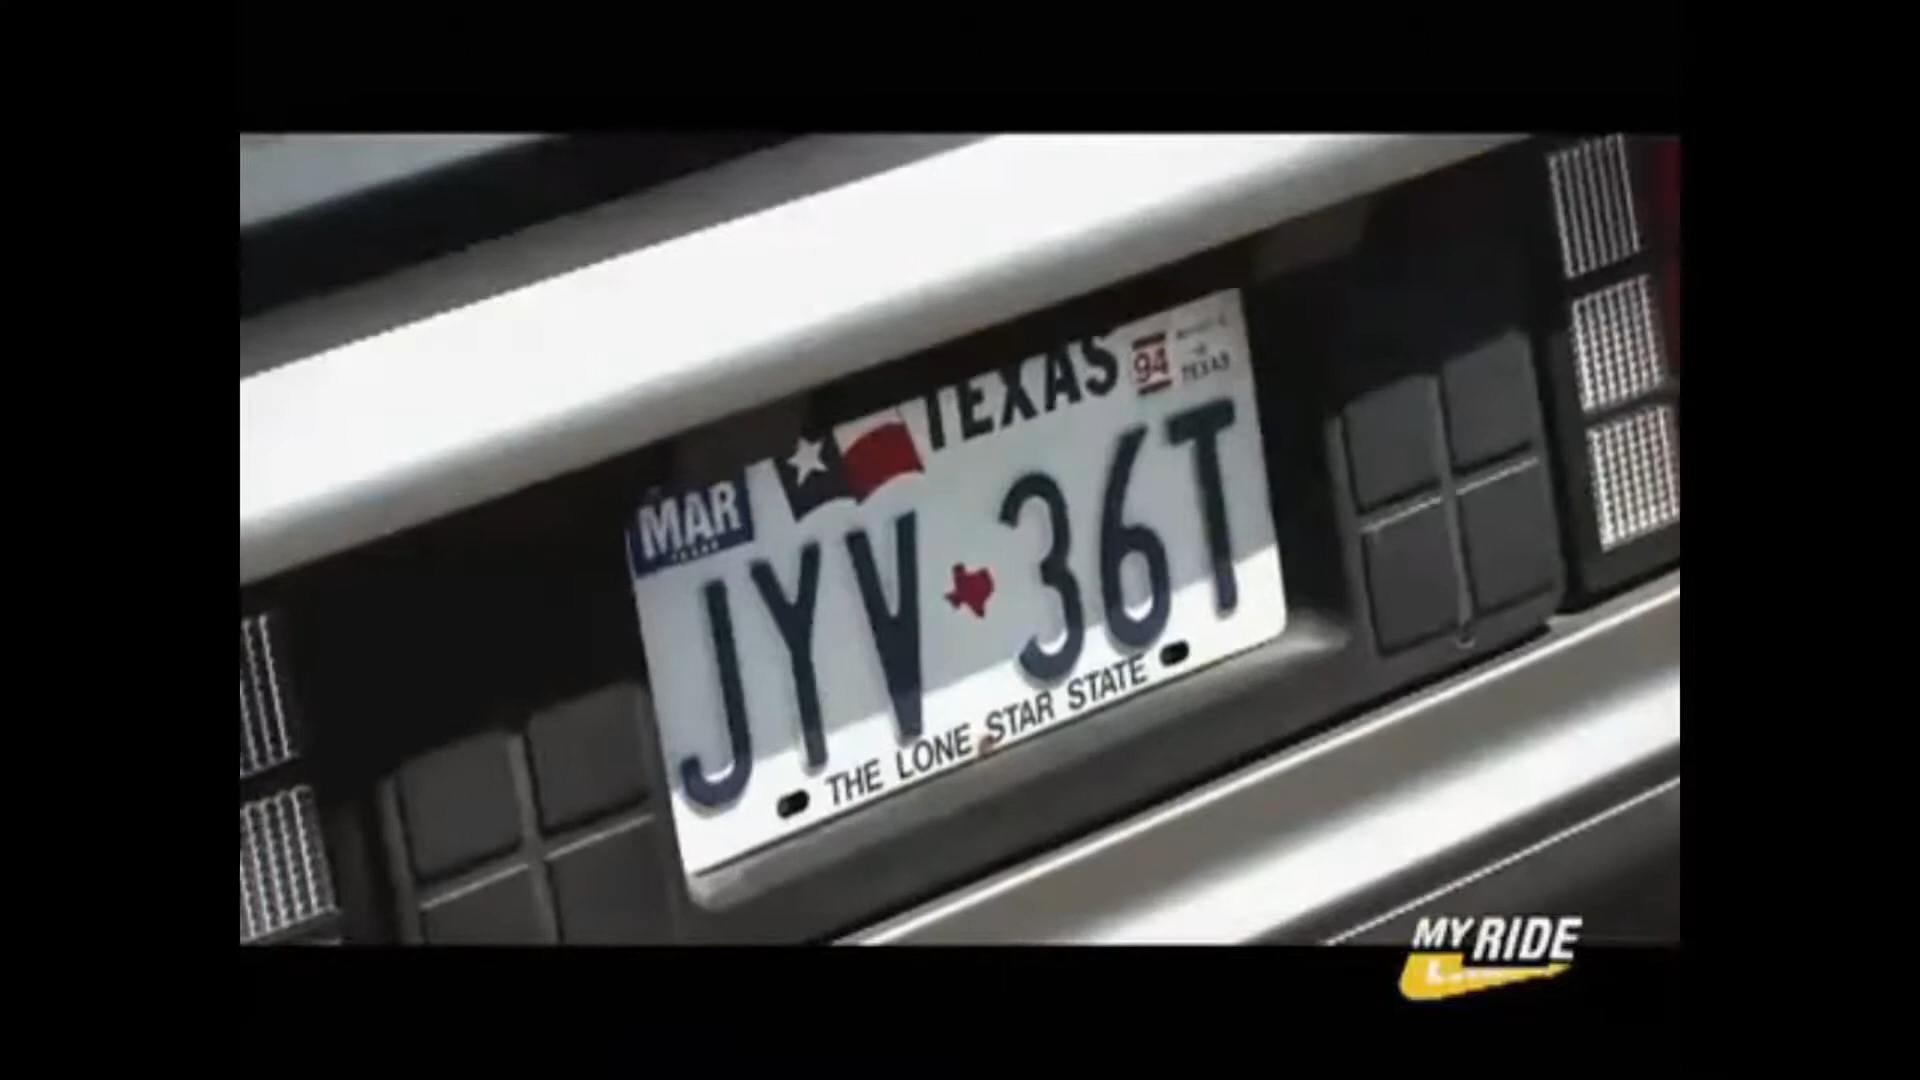 TEXAS
94
TEXAS
MAR
JYV 36T
THE LONE STAR STATE
MY RIDE